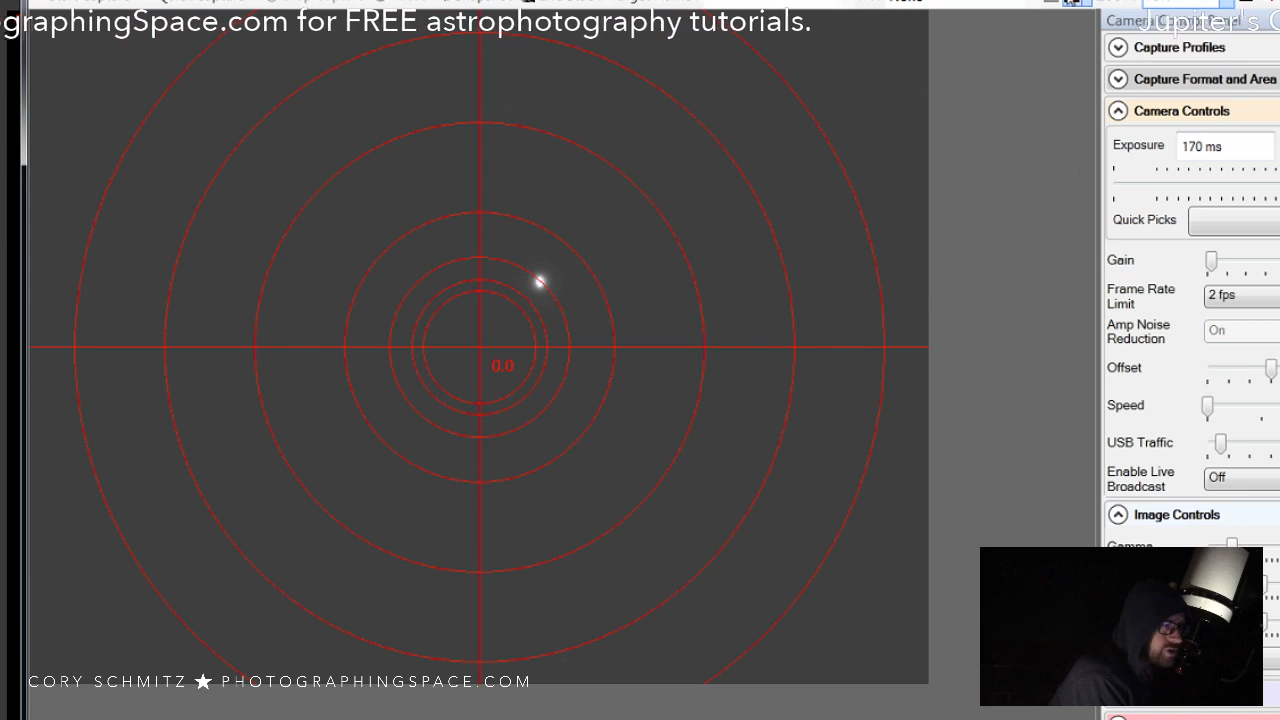 graphingSpace.com for FREE astrophotography tutorials.
Jupiter's
Capture Profiles
Capture Format and Area
Camera Controls
Exposure 170 ms
Quick Picks
Gain
Frame Rate Limit 2 fps
Amp Noise Reduction On
Offset
Speed
USB Traffic
Enable Live Broadcast Off
Image Controls
Gamma
0.0
CORY SCHMITZ ★ PHOTOGRAPHINGSPACE.COM